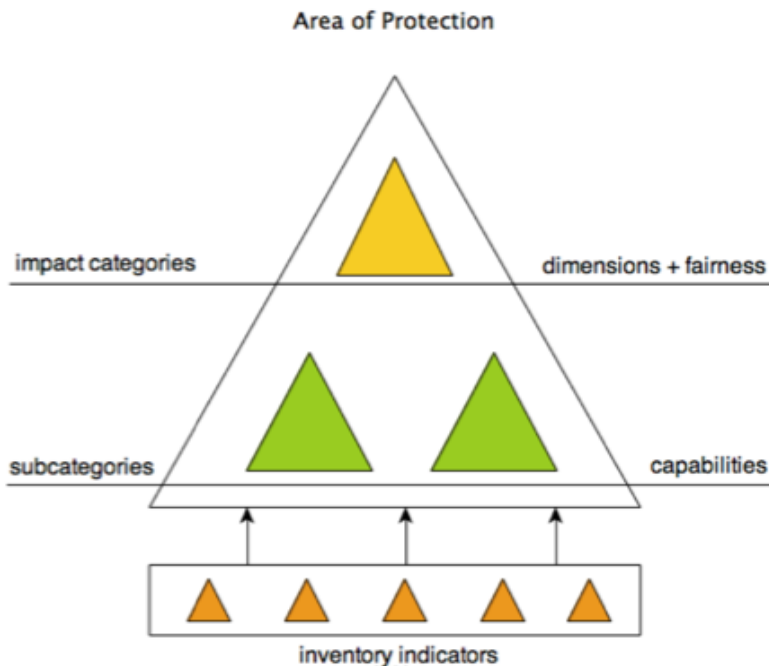 Area of Protection
impact categories
dimensions + fairness
subcategories
capabilities
inventory indicators